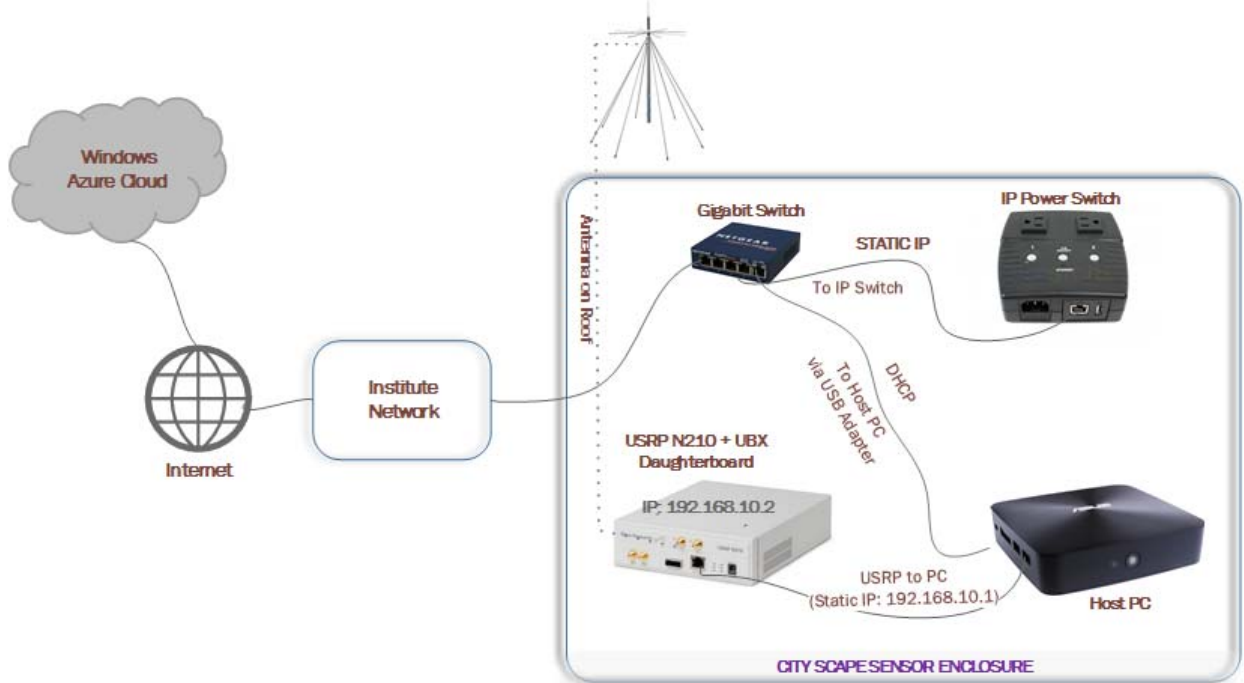 Windows
Azure Cloud
Internet
Institute
Network
Antenna on Roof
Gigabit Switch
NETGEAR
STATIC IP
To IP Switch
IP Power Switch
DHCP
To Host PC
via USB Adapter
USRP N210 + UBX
Daughterboard
IP: 192.168.10.2
USRP to PC
(Static IP: 192.168.10.1)
Host PC
CITY SCAPE SENSOR ENCLOSURE